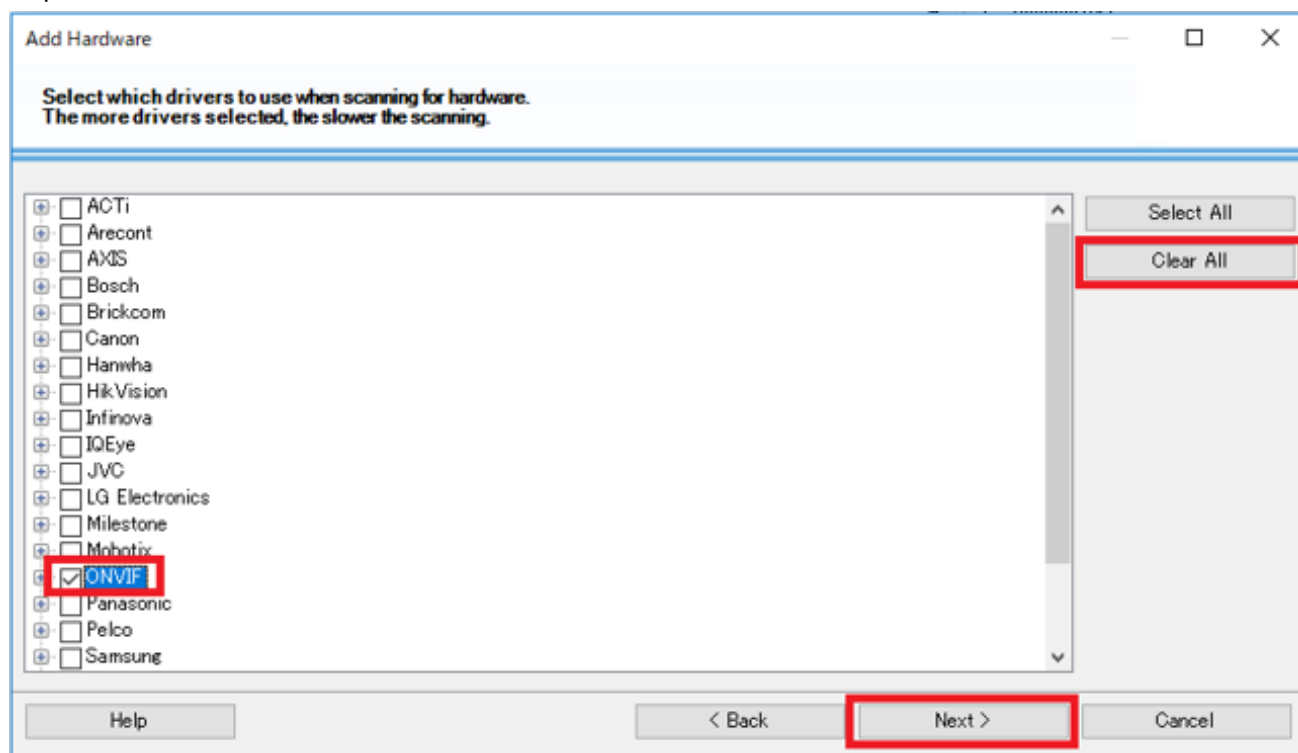 Add Hardware
Select which drivers to use when scanning for hardware.
The more drivers selected, the slower the scanning.
ACTi
Select All
Arecont
AXIS
Clear All
Bosch
Brickcom
Canon
Hanwha
HikVision
Infinova
IQEye
JVC
LG Electronics
Milestone
Mobotix
ONVIF
Panasonic
Pelco
Samsung
Help
< Back
Next >
Cancel